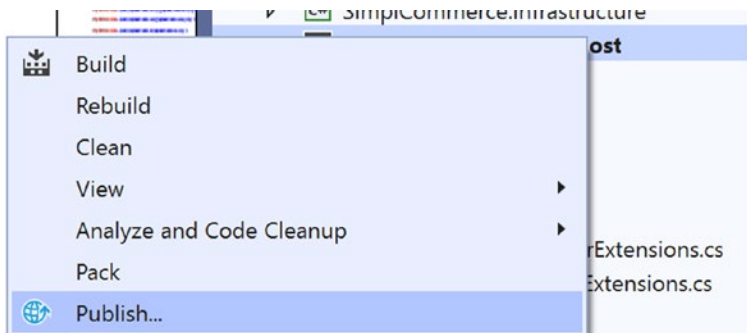 SimplCommerce.Infrastructure
ost
Build
Rebuild
Clean
View
Analyze and Code Cleanup
rExtensions.cs
Pack
Extensions.cs
Publish...